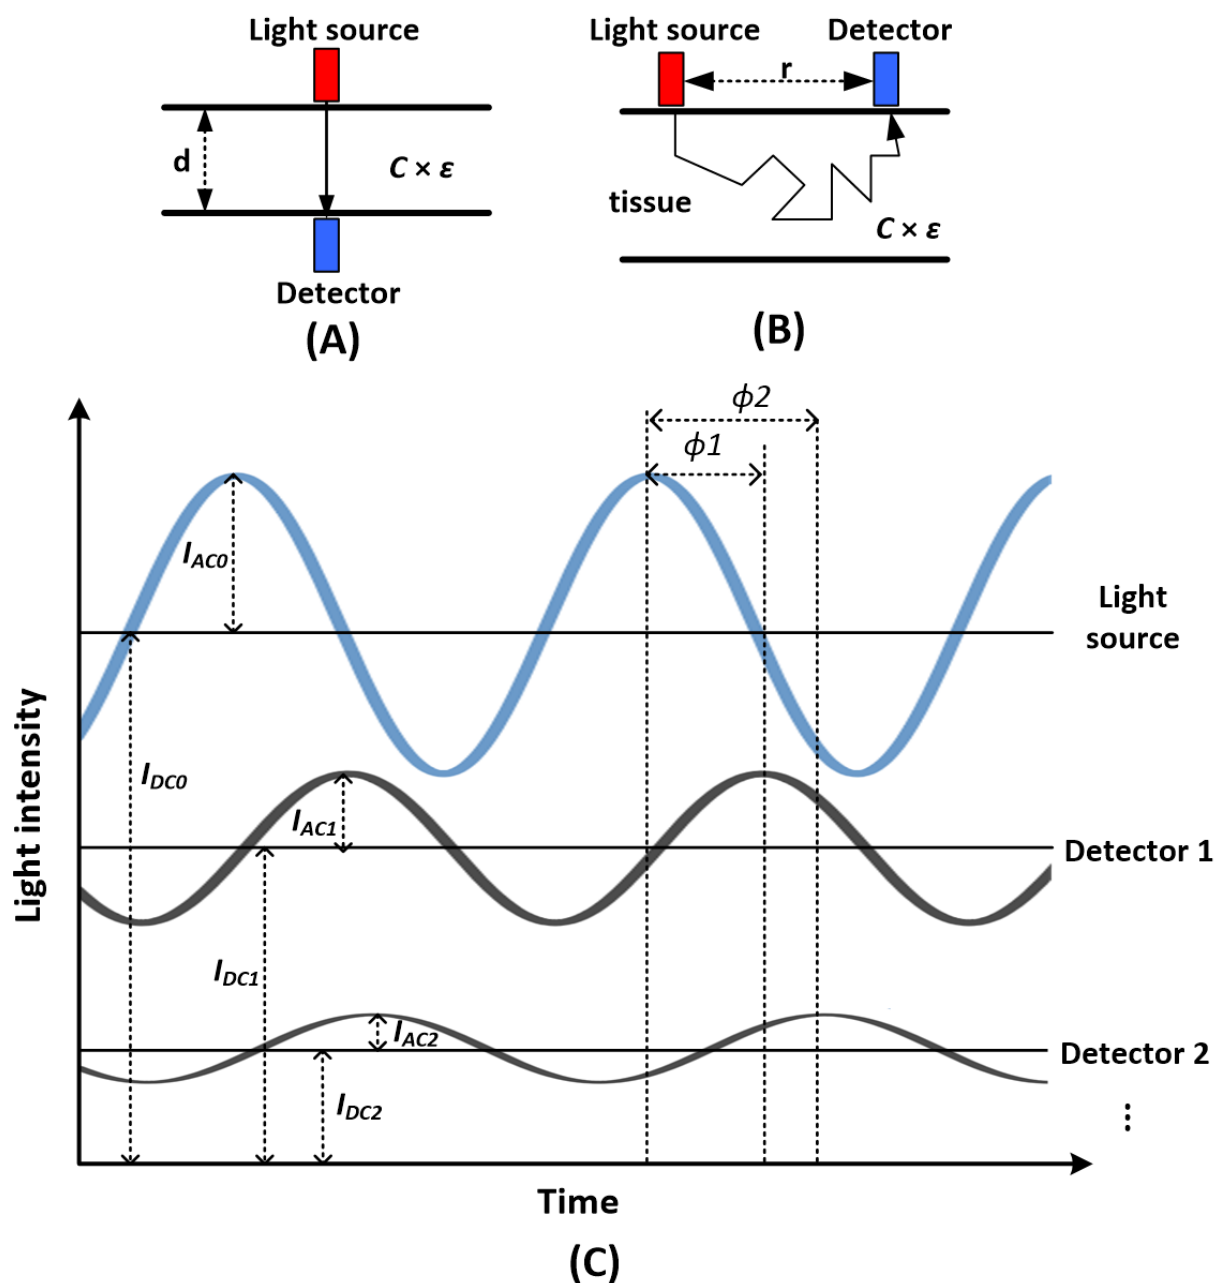 Light source
d
C × ε
Detector
(A)
Light source
Detector
r
tissue
C × ε
(B)
ϕ2
ϕ1
I_AC0
Light
source
I_DC0
I_AC1
Detector 1
I_DC1
I_AC2
Detector 2
I_DC2
⋮
Light intensity
Time
(C)